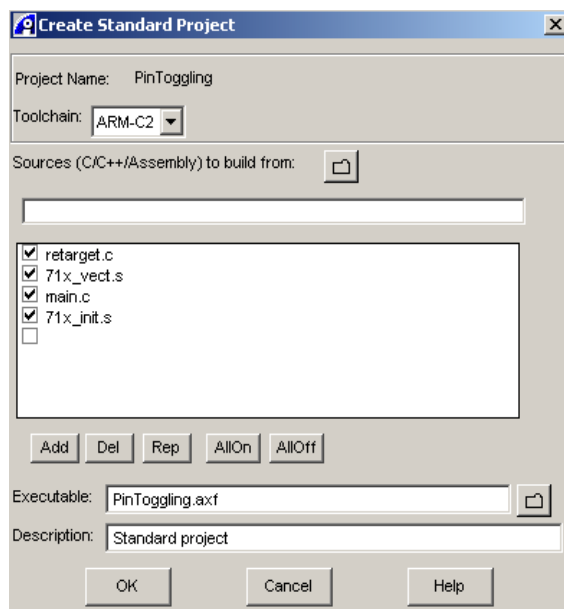 Create Standard Project
Project Name: PinToggling
Toolchain: ARM-C2
Sources (C/C++/Assembly) to build from:
retarget.c
71x_vect.s
main.c
71x_init.s
Add Del Rep AllOn AllOff
Executable: PinToggling.axf
Description: Standard project
OK Cancel Help